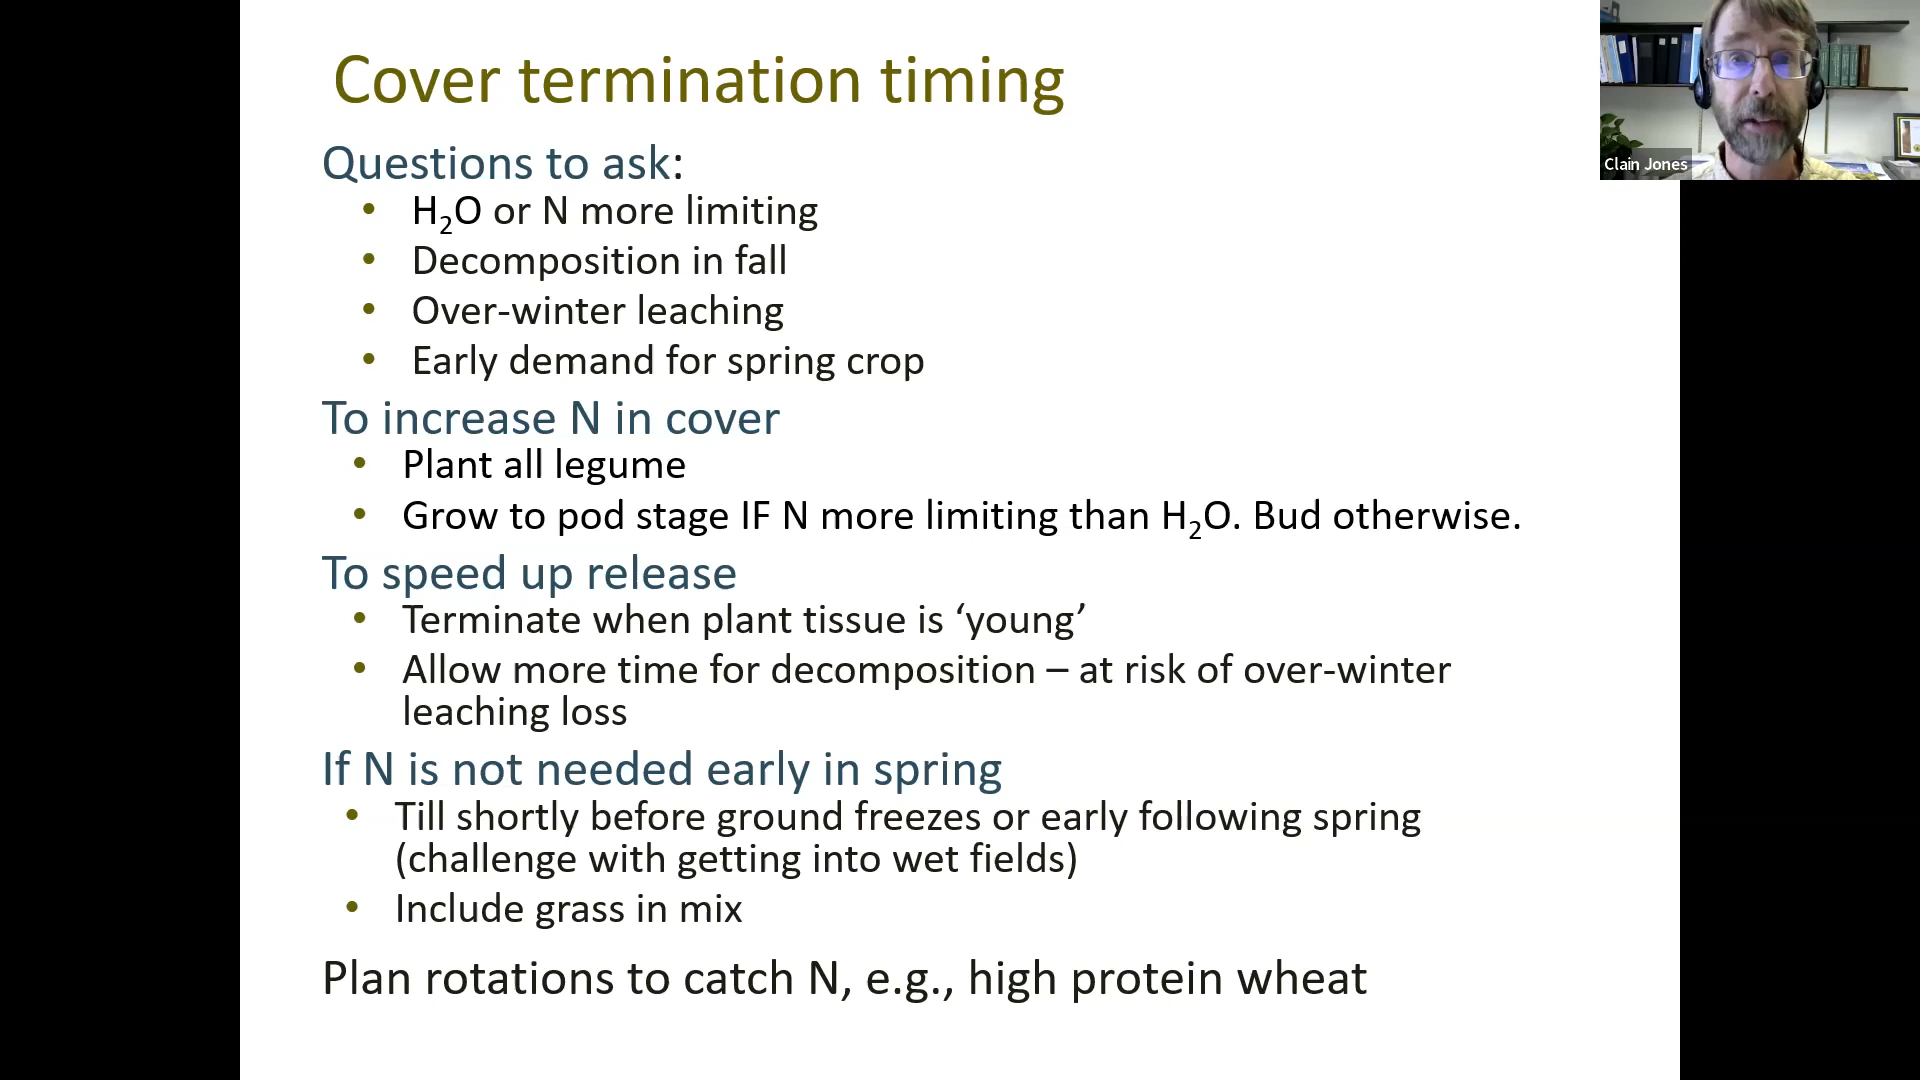 Cover termination timing
Clain Jones
Questions to ask:
• H₂O or N more limiting
• Decomposition in fall
• Over-winter leaching
• Early demand for spring crop
To increase N in cover
• Plant all legume
• Grow to pod stage IF N more limiting than H₂O. Bud otherwise.
To speed up release
• Terminate when plant tissue is ‘young’
• Allow more time for decomposition – at risk of over-winter
leaching loss
If N is not needed early in spring
• Till shortly before ground freezes or early following spring
(challenge with getting into wet fields)
• Include grass in mix
Plan rotations to catch N, e.g., high protein wheat